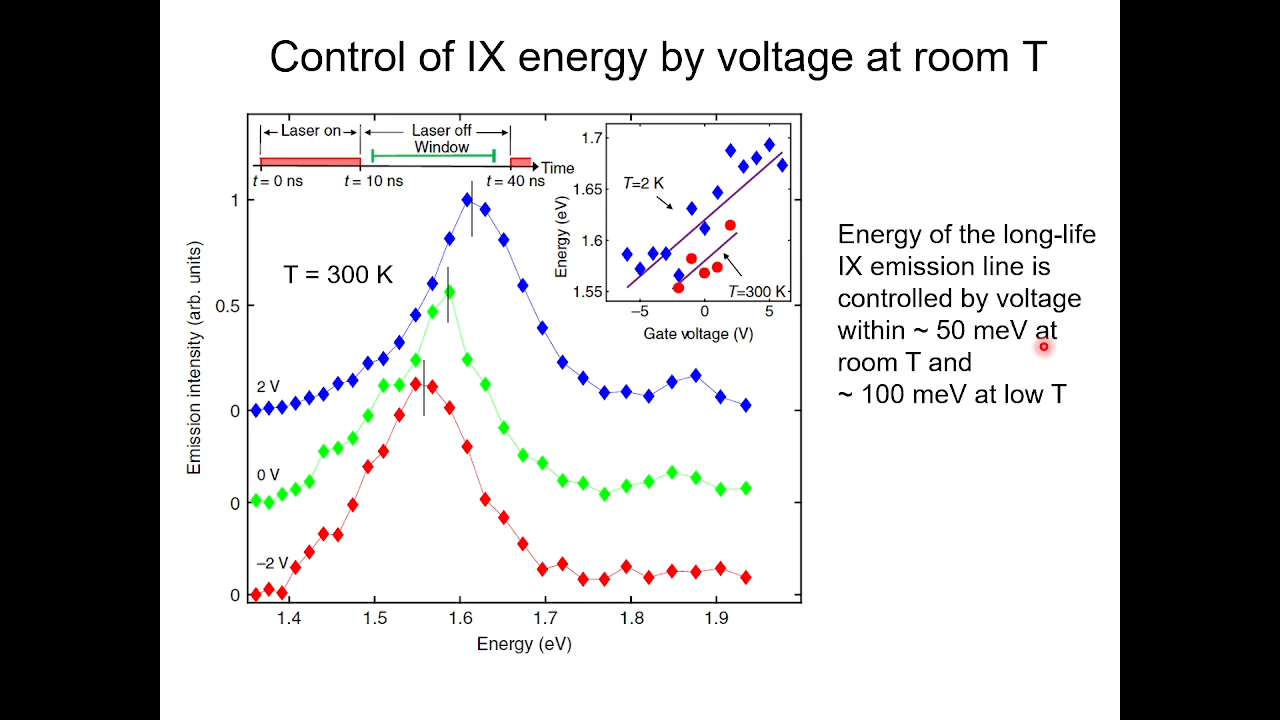 Control of IX energy by voltage at room T
Laser on
Laser off
Window
Time
t = 0 ns
t = 10 ns
t = 40 ns
T = 300 K
Emission intensity (arb. units)
1
0.5
0
0
0
2 V
0 V
–2 V
1.4
1.5
1.6
1.7
1.8
1.9
Energy (eV)
Energy (eV)
1.7
1.65
1.6
1.55
T=2 K
T=300 K
–5
0
5
Gate voltage (V)
Energy of the long-life
IX emission line is
controlled by voltage
within ~ 50 meV at
room T and
~ 100 meV at low T